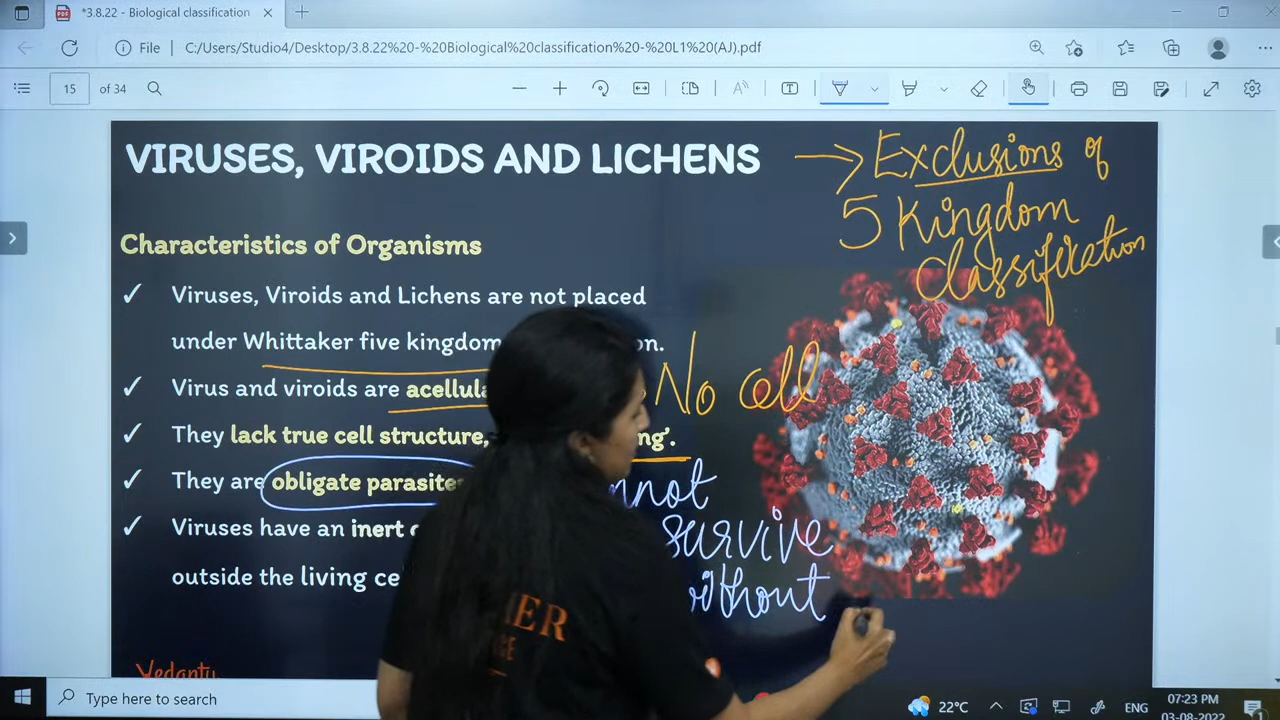 *3.8.22 - Biological classification
File C:/Users/Studio4/Desktop/3.8.22%20-%20Biological%20classification%20-%20L1%20(AJ).pdf
15 of 34
VIRUSES, VIROIDS AND LICHENS → Exclusions of
5 Kingdom
classification
Characteristics of Organisms
✓ Viruses, Viroids and Lichens are not placed
under Whittaker five kingdom
✓ Virus and viroids are No cell
✓ They lack true cell structure,
✓ They are obligate
survive
✓ Viruses have an inert
without
outside the living
Type here to search
22°C ENG 07:23 PM
03-08-2022